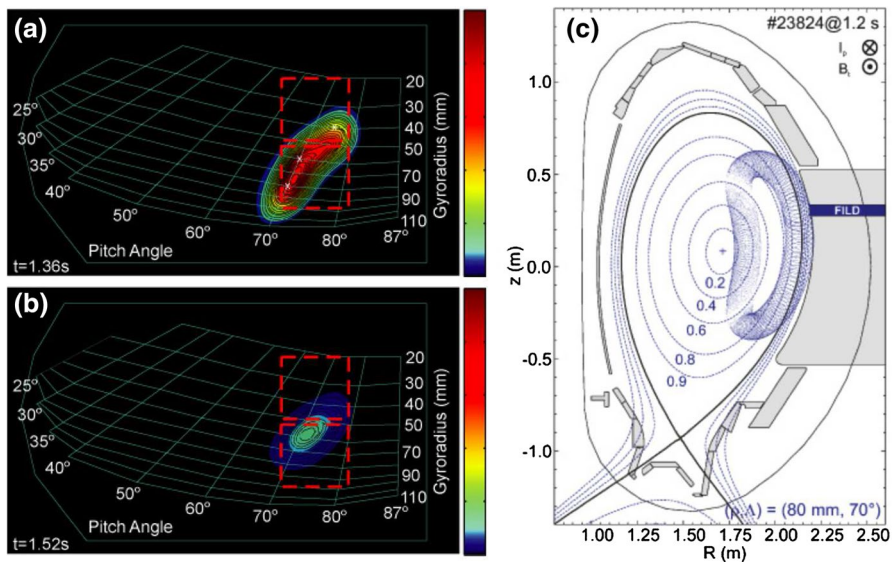 (a)
20
30
40
50
70
90
110
Gyroradius (mm)
25°
30°
35°
40°
50°
60°
70°
80°
87°
Pitch Angle
t=1.36s
(b)
20
30
40
50
70
90
110
Gyroradius (mm)
25°
30°
35°
40°
50°
60°
70°
80°
87°
Pitch Angle
t=1.52s
(c)
#23824@1.2 s
Ip
Bt
1.0
0.5
0.0
-0.5
-1.0
z (m)
FILD
0.2
0.4
0.6
0.8
0.9
(ρ,Λ) = (80 mm, 70°)
1.00 1.25 1.50 1.75 2.00 2.25 2.50
R (m)